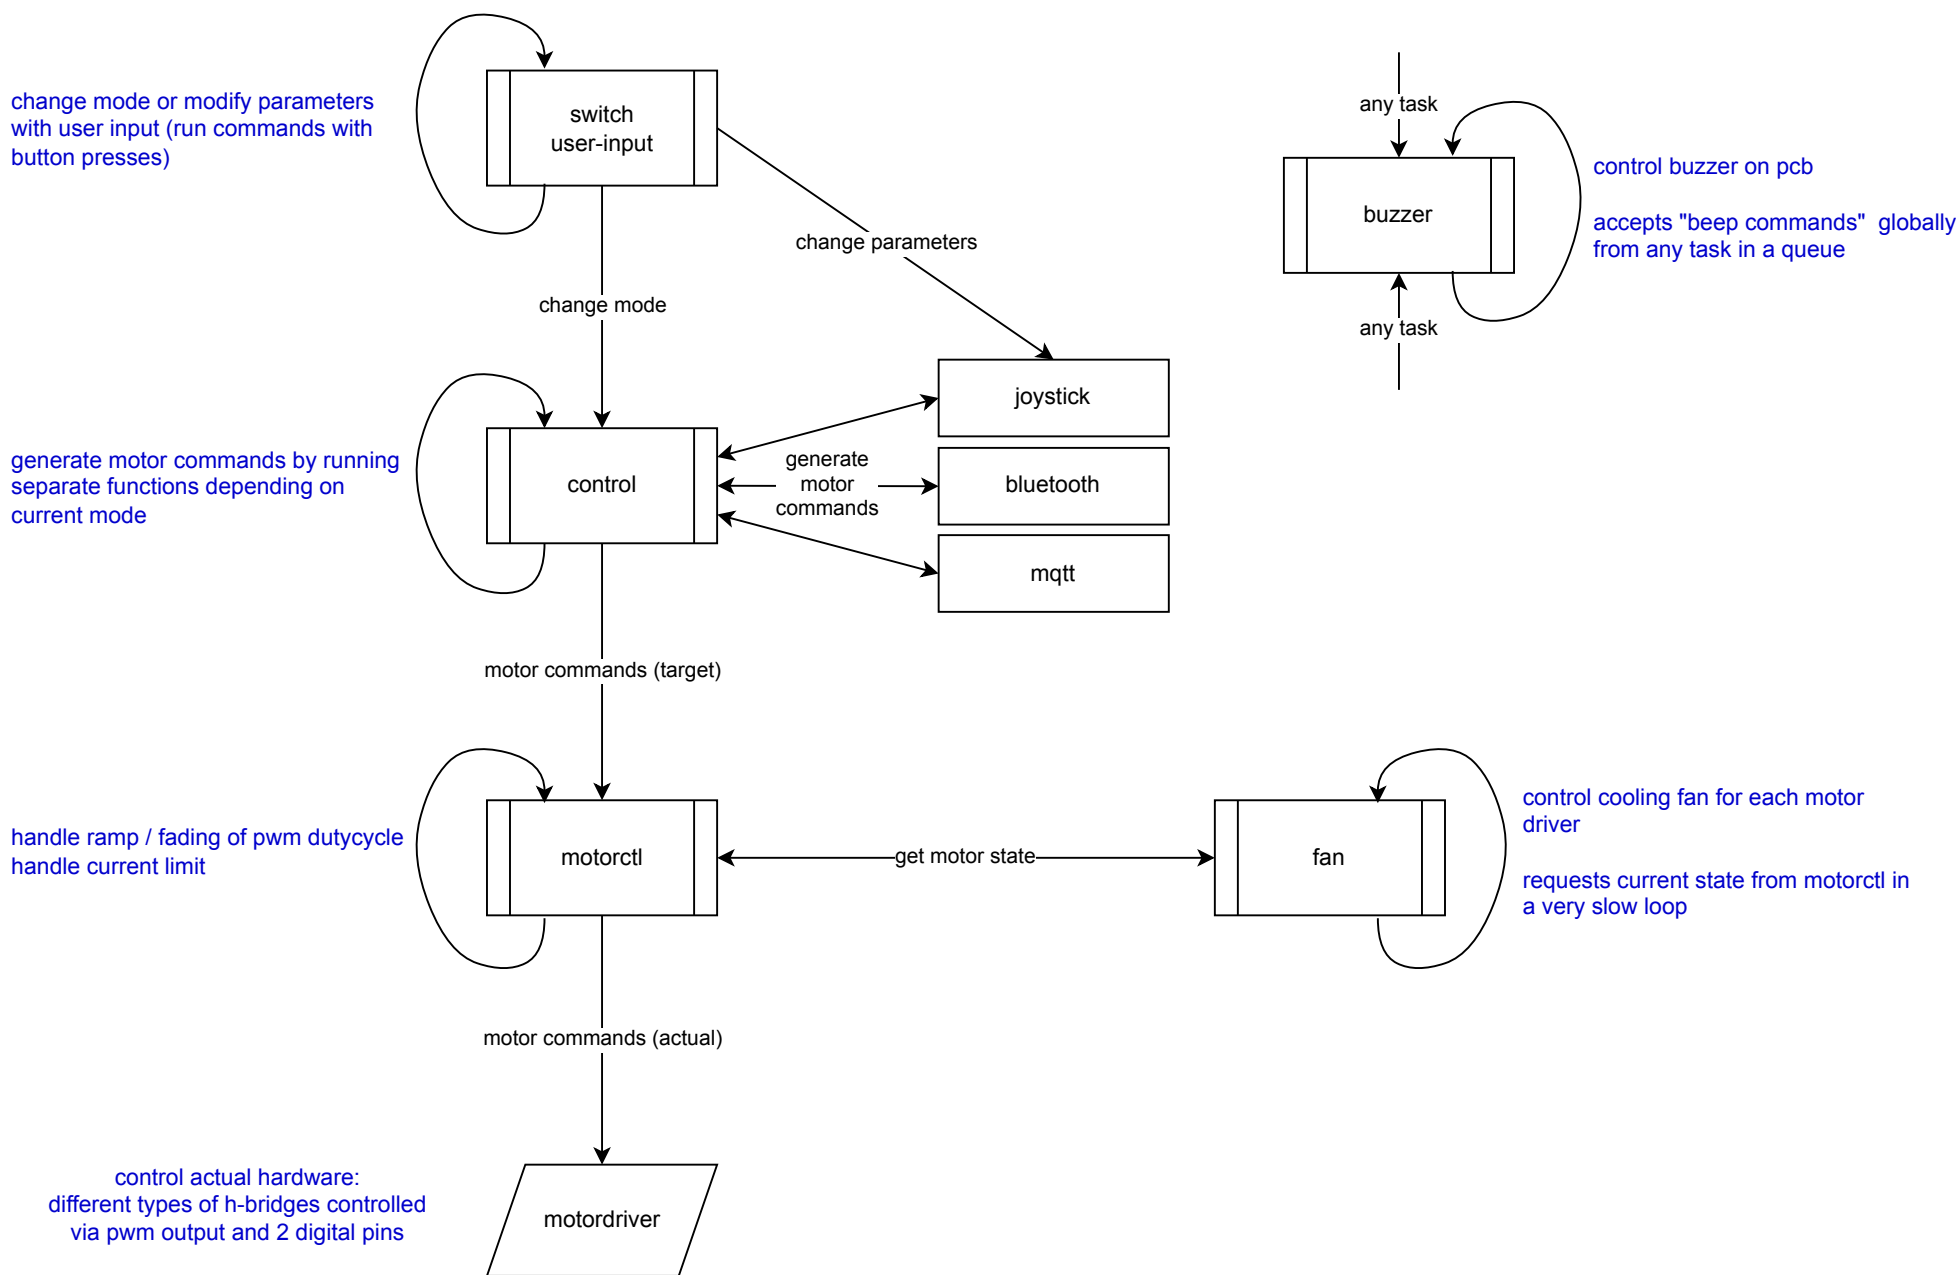 change mode or modify parameters
with user input (run commands with
button presses)
switch
user-input
any task
buzzer
any task
control buzzer on pcb
accepts "beep commands"  globally
from any task in a queue
change parameters
change mode
joystick
generate motor commands by running
separate functions depending on
current mode
control
generate
motor
commands
bluetooth
mqtt
motor commands (target)
handle ramp / fading of pwm dutycycle
handle current limit
motorctl
get motor state
fan
control cooling fan for each motor
driver
requests current state from motorctl in
a very slow loop
motor commands (actual)
control actual hardware:
different types of h-bridges controlled
via pwm output and 2 digital pins
motordriver